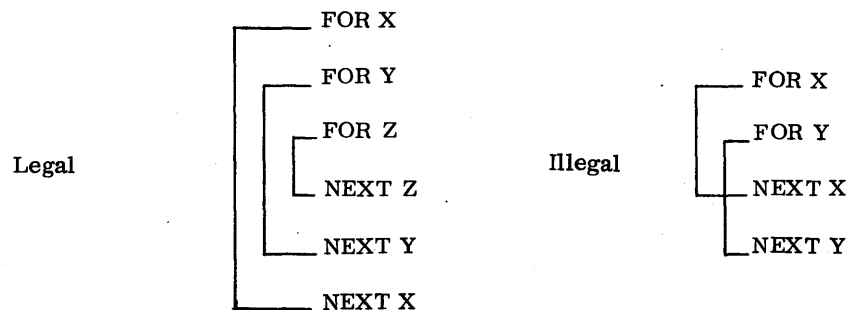 Legal
FOR X
FOR Y
FOR Z
NEXT Z
NEXT Y
NEXT X
Illegal
FOR X
FOR Y
NEXT X
NEXT Y